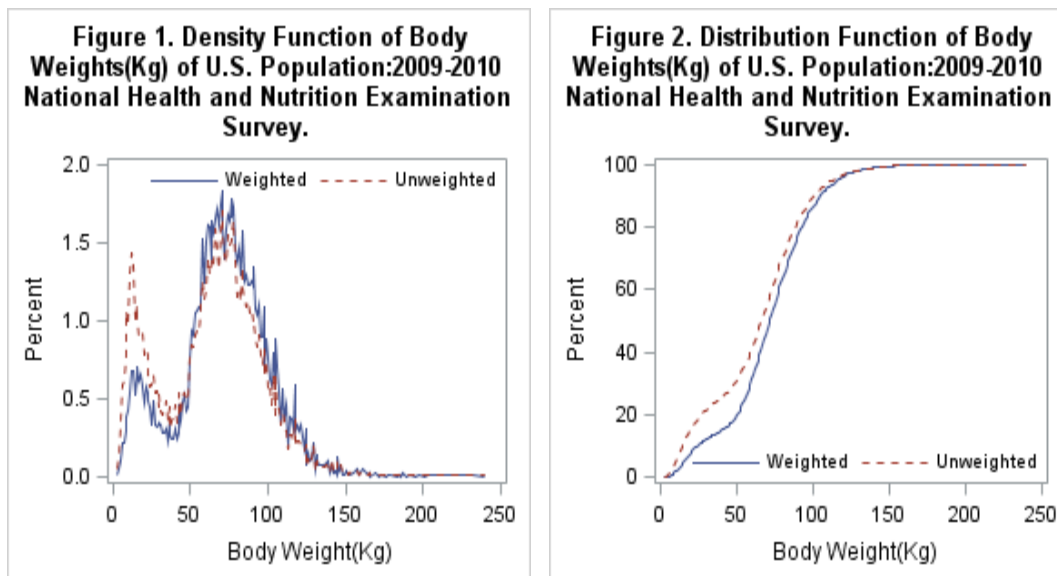 Figure 1. Density Function of Body
Weights(Kg) of U.S. Population:2009-2010
National Health and Nutrition Examination
Survey.
2.0
1.5
1.0
0.5
0.0
Percent
Weighted Unweighted
0 50 100 150 200 250
Body Weight(Kg)
Figure 2. Distribution Function of Body
Weights(Kg) of U.S. Population:2009-2010
National Health and Nutrition Examination
Survey.
100
80
60
40
20
0
Percent
Weighted Unweighted
0 50 100 150 200 250
Body Weight(Kg)